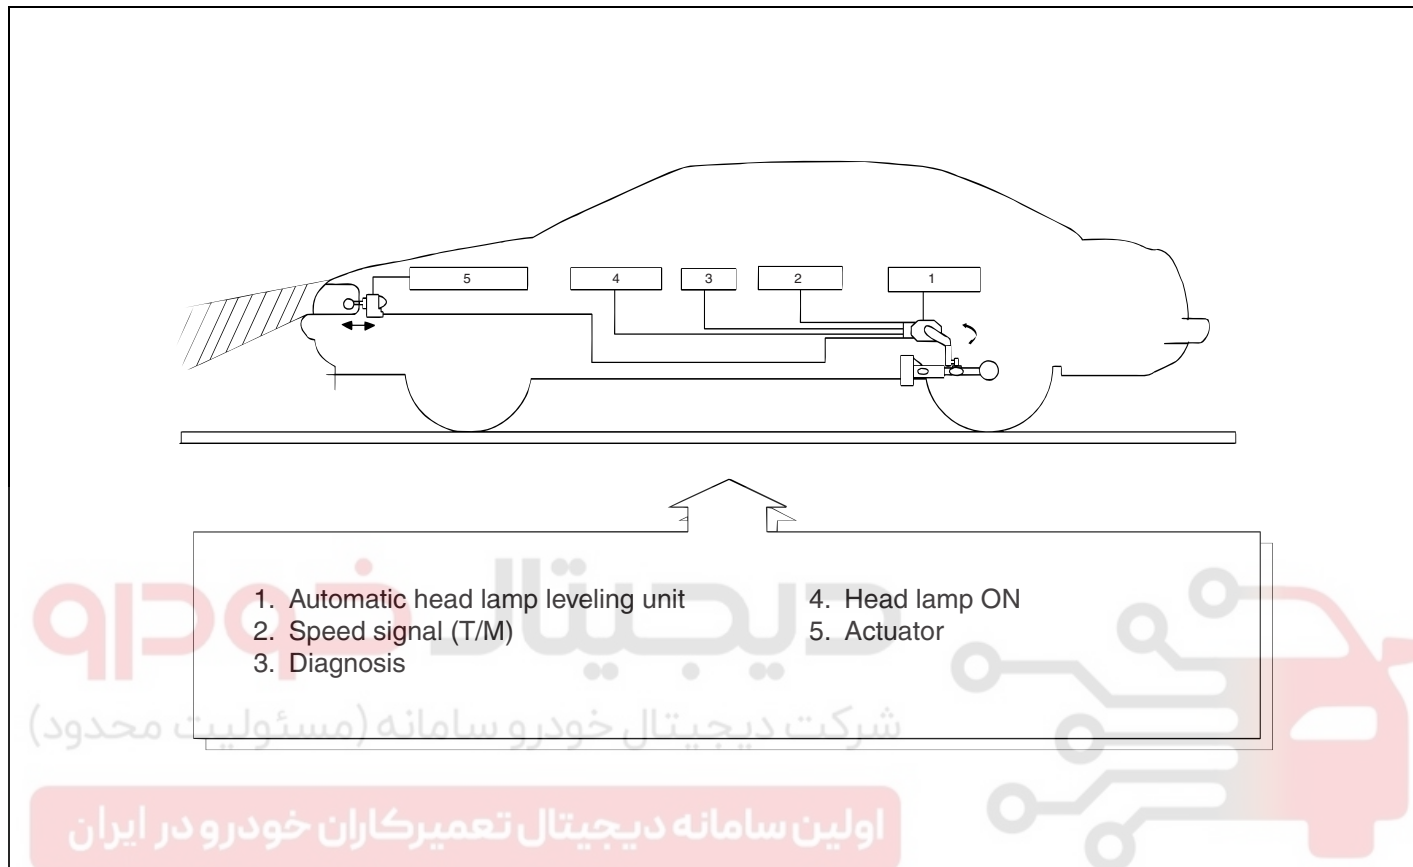 5
4
3
2
1
1. Automatic head lamp leveling unit
2. Speed signal (T/M)
3. Diagnosis
4. Head lamp ON
5. Actuator
دیجیتال خودرو
شرکت دیجیتال خودرو سامانه (مسئولیت محدود)
اولین سامانه دیجیتال تعمیرکاران خودرو در ایران